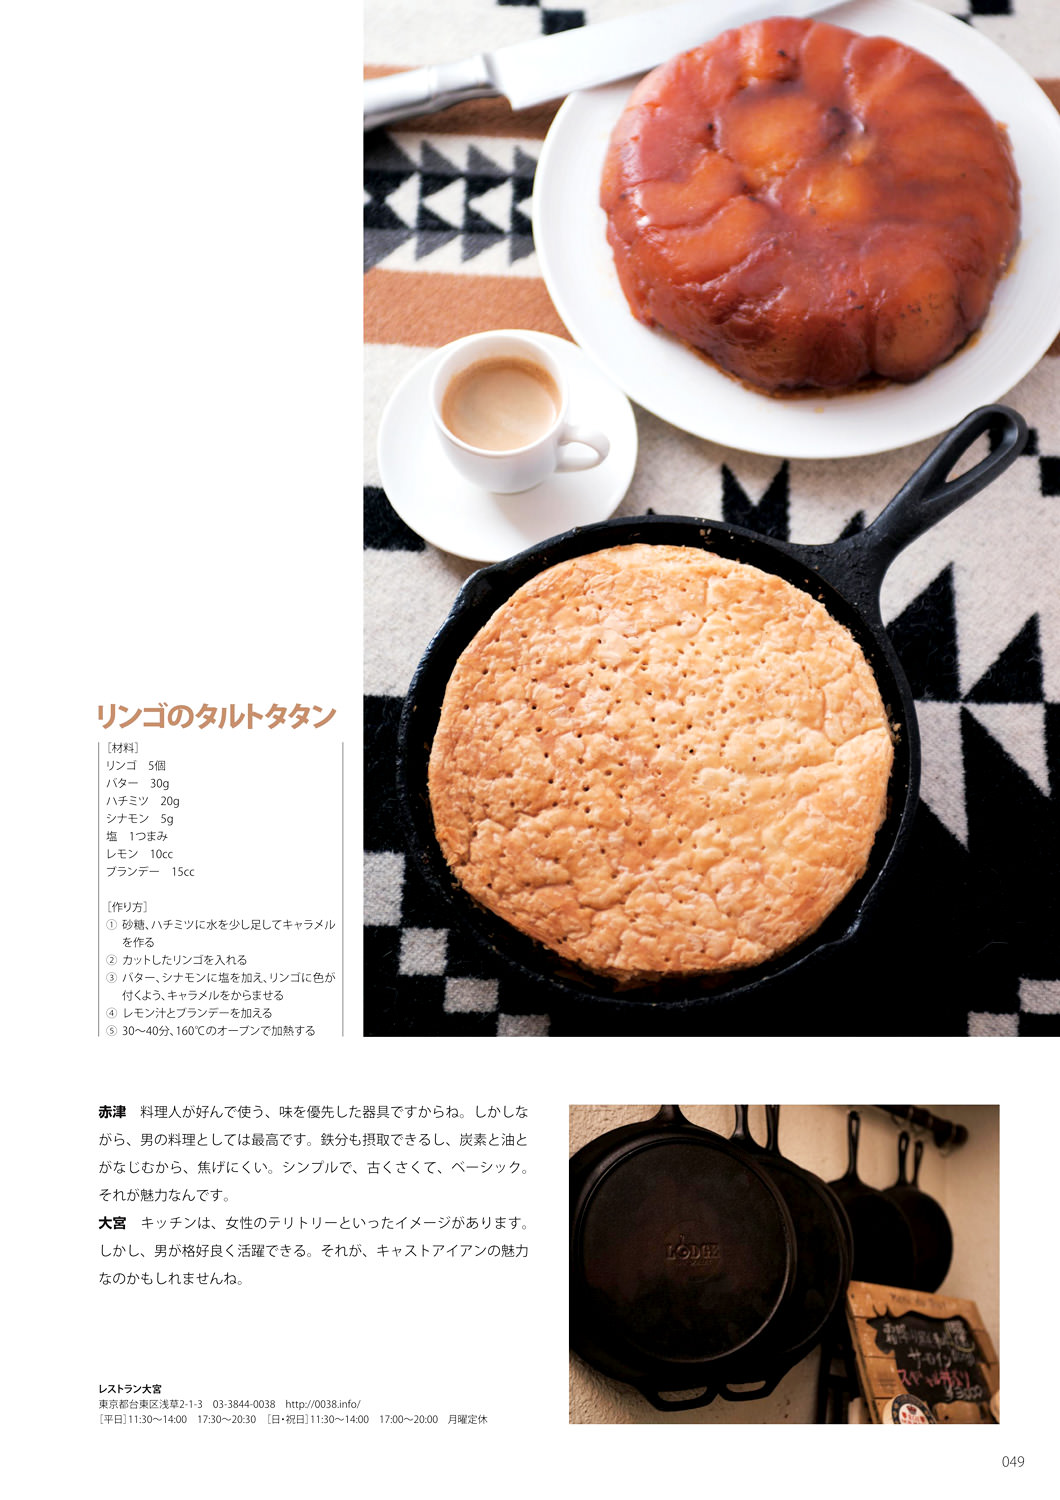 リンゴのタルトタタン
［材料］
リンゴ　5個
バター　30g
ハチミツ　20g
シナモン　5g
塩　1つまみ
レモン　10cc
ブランデー　15cc
［作り方］
① 砂糖、ハチミツに水を少し足してキャラメル
を作る
② カットしたリンゴを入れる
③ バター、シナモンに塩を加え、リンゴに色が
付くよう、キャラメルをからませる
④ レモン汁とブランデーを加える
⑤ 30〜40分、160℃のオーブンで加熱する
赤津　料理人が好んで使う、味を優先した器具ですからね。しかしな
がら、男の料理としては最高です。鉄分も摂取できるし、炭素と油と
がなじむから、焦げにくい。シンプルで、古くさくて、ベーシック。
それが魅力なんです。
大宮　キッチンは、女性のテリトリーといったイメージがあります。
しかし、男が格好良く活躍できる。それが、キャストアイアンの魅力
なのかもしれませんね。
LODGE
サーロイン
¥3000
レストラン大宮
東京都台東区浅草2-1-3　03-3844-0038　http://0038.info/
［平日］11:30〜14:00　17:30〜20:30　［日・祝日］11:30〜14:00　17:00〜20:00　月曜定休
049